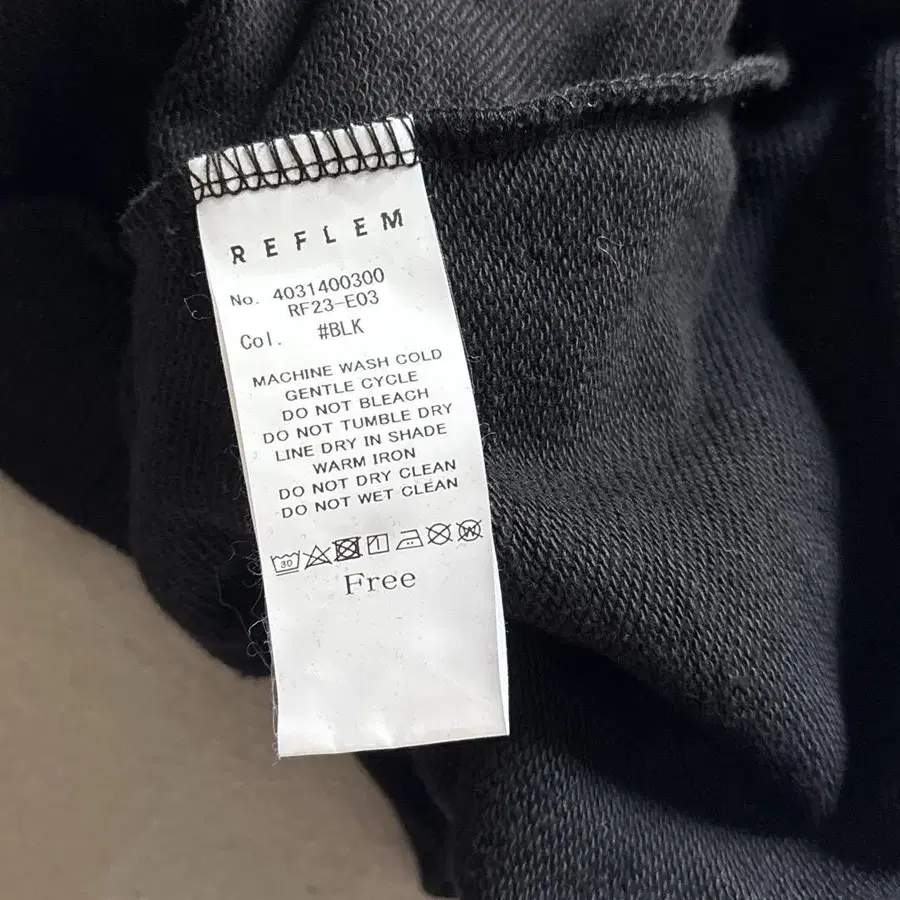 REFLEM
No. 4031400300
RF23-E03
Col. #BLK
MACHINE WASH COLD
GENTLE CYCLE
DO NOT BLEACH
DO NOT TUMBLE DRY
LINE DRY IN SHADE
WARM IRON
DO NOT DRY CLEAN
DO NOT WET CLEAN
30 W
Free